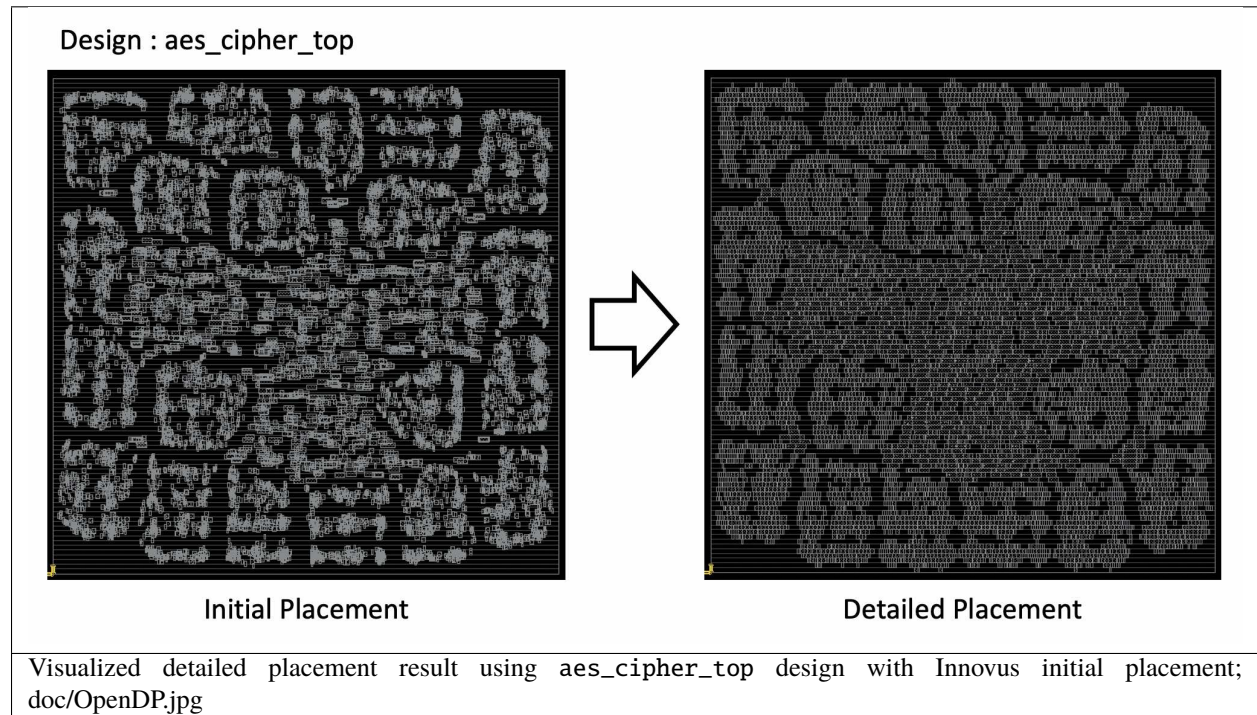 Design : aes_cipher_top
Initial Placement
Detailed Placement
Visualized detailed placement result using aes_cipher_top design with Innovus initial placement;
doc/OpenDP.jpg